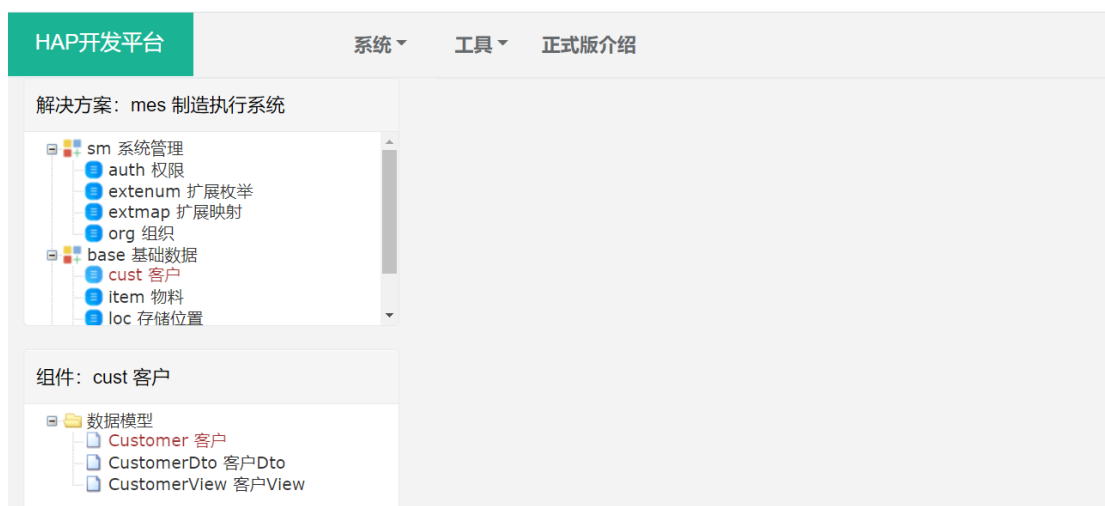 HAP开发平台 系统 工具 正式版介绍
解决方案：mes 制造执行系统
sm 系统管理
auth 权限
extenum 扩展枚举
extmap 扩展映射
org 组织
base 基础数据
cust 客户
item 物料
loc 存储位置
组件：cust 客户
数据模型
Customer 客户
CustomerDto 客户Dto
CustomerView 客户View